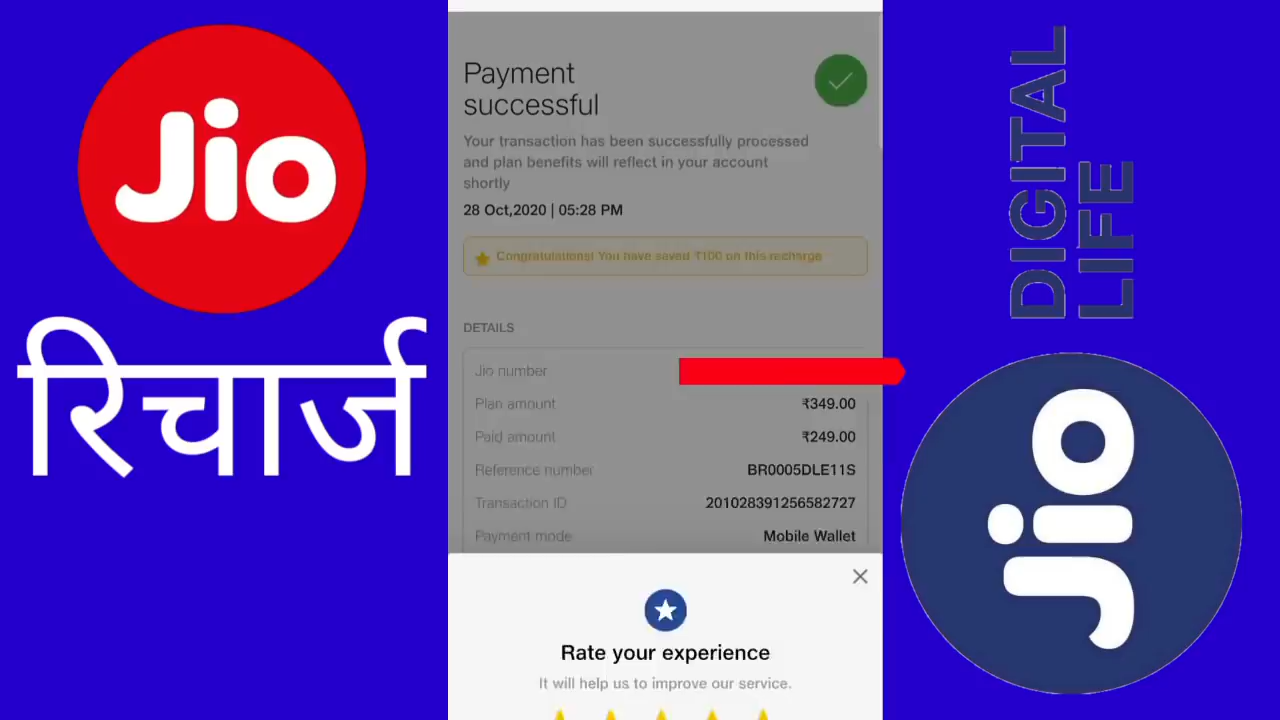 Jio
रिचार्ज
Payment
successful
Your transaction has been successfully processed
and plan benefits will reflect in your account
shortly
28 Oct,2020 | 05:28 PM
Congratulations! You have saved ₹100 on this recharge
DETAILS
Jio number
Plan amount ₹349.00
Paid amount ₹249.00
Reference number BR0005DLE11S
Transaction ID 201028391256582727
Payment mode Mobile Wallet
Rate your experience
It will help us to improve our service.
DIGITAL
LIFE
Jio